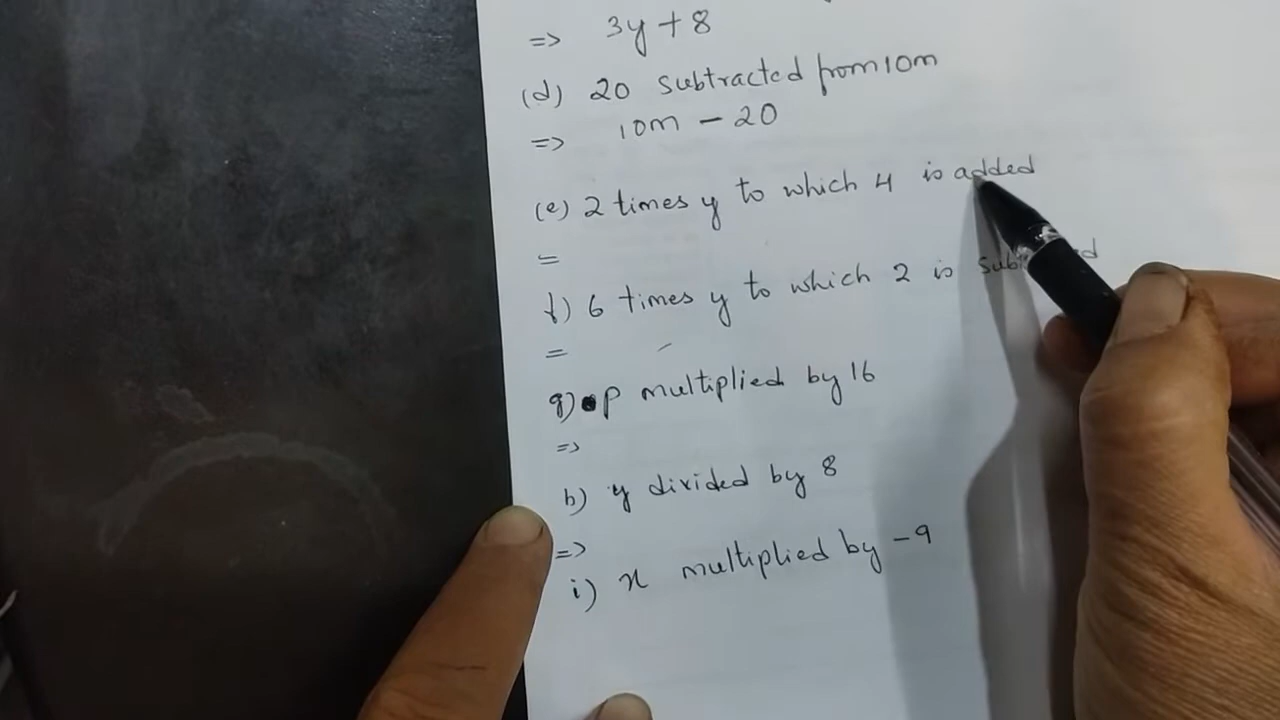 => 3y + 8
(d) 20 subtracted from 10m
=> 10m - 20
(e) 2 times y to which 4 is added
=
f) 6 times y to which 2 is
=
g) p multiplied by 16
=>
h) y divided by 8
=>
i) x multiplied by -9